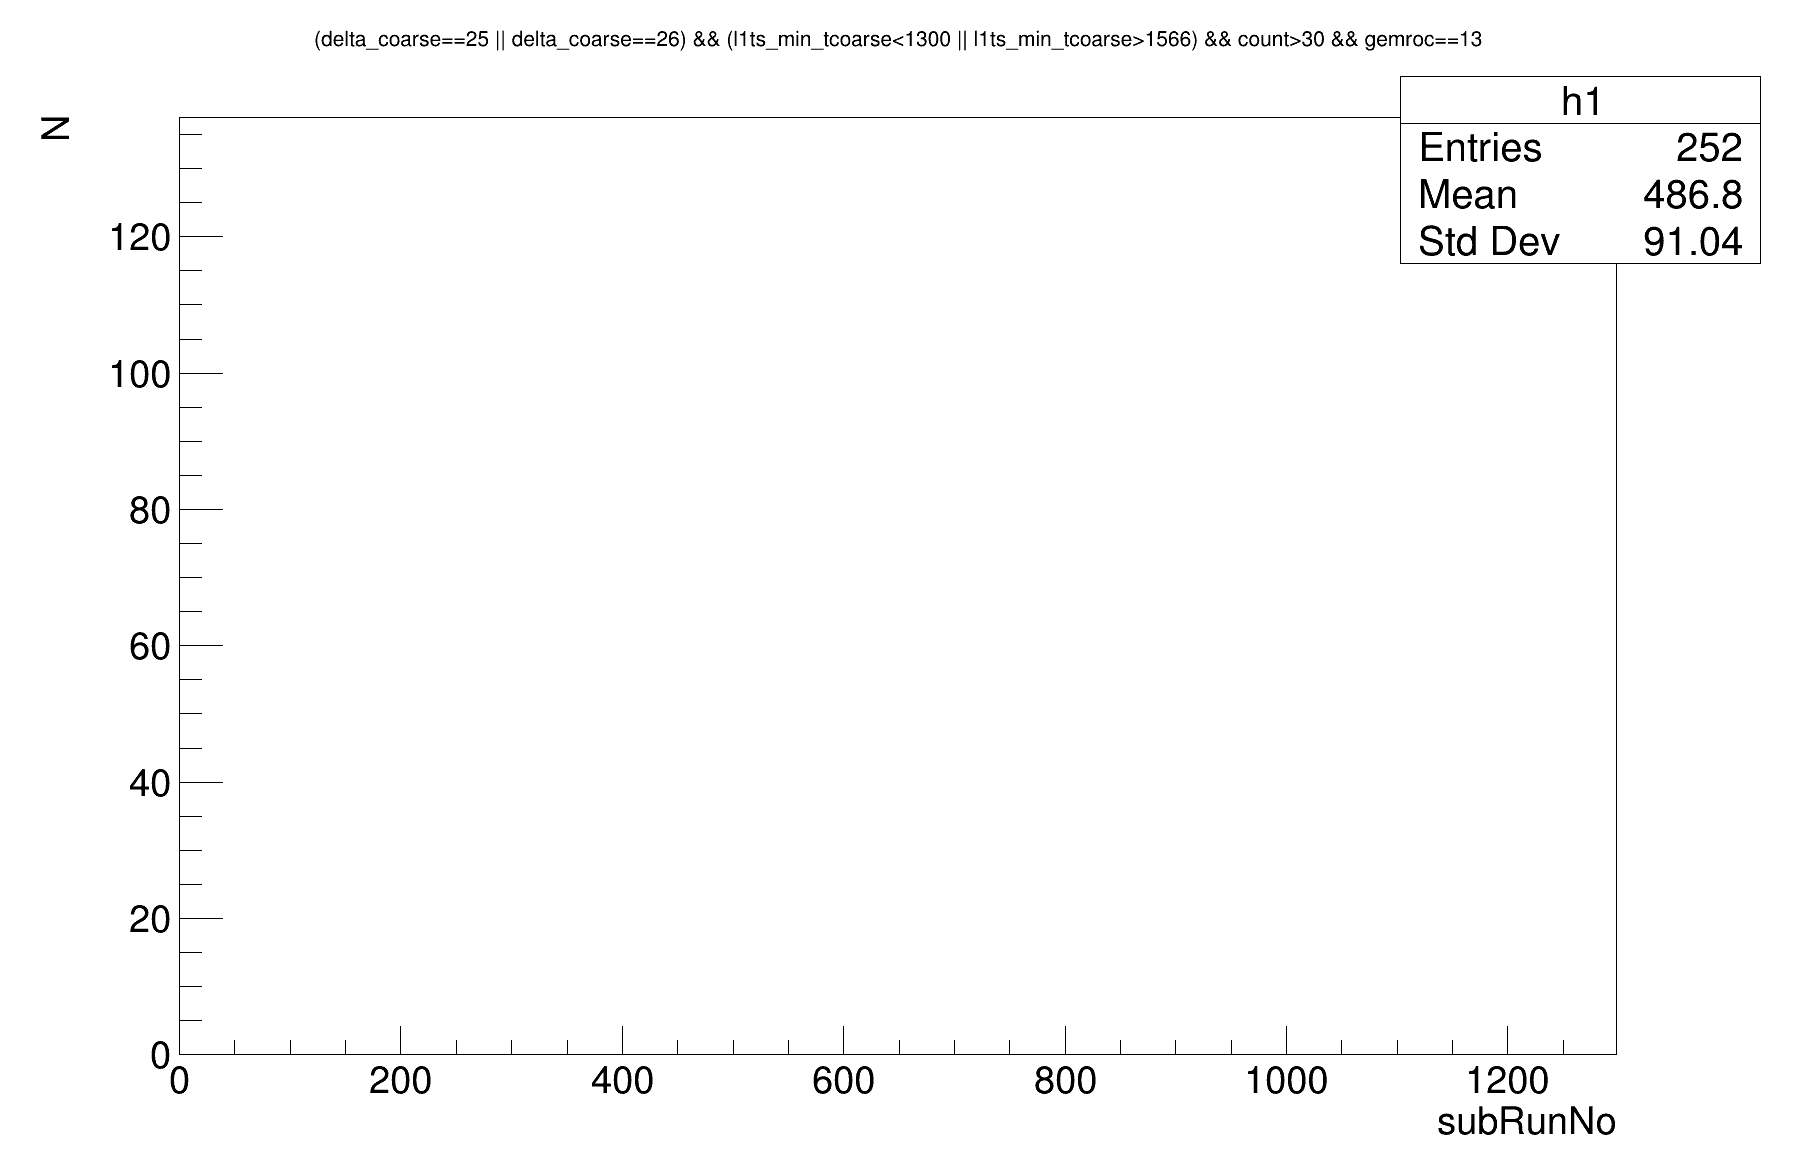 (delta_coarse==25 || delta_coarse==26) && (l1ts_min_tcoarse<1300 || l1ts_min_tcoarse>1566) && count>30 && gemroc==13
h1
Entries 252
Mean 486.8
Std Dev 91.04
N
120
100
80
60
40
20
0
0 200 400 600 800 1000 1200
subRunNo